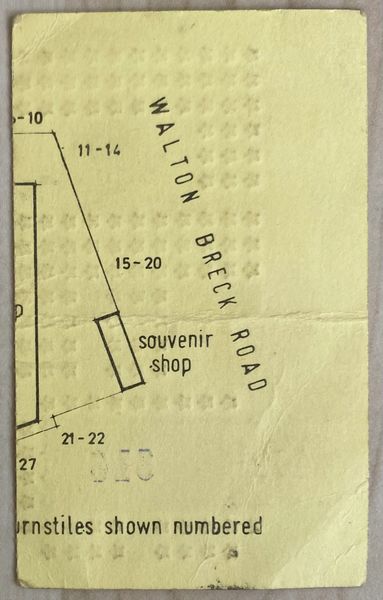 -10
11-14
WALTON BRECK ROAD
15-20
souvenir
shop
21-22
27
urnstiles shown numbered